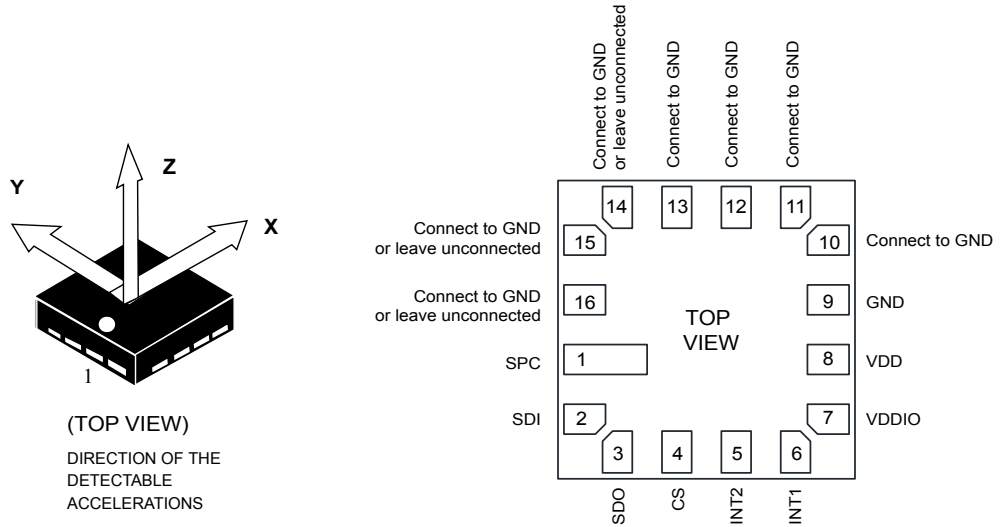 Y
Z
X
1
(TOP VIEW)
DIRECTION OF THE
DETECTABLE
ACCELERATIONS
Connect to GND
or leave unconnected
Connect to GND
Connect to GND
Connect to GND
14
13
12
11
Connect to GND
or leave unconnected
15
10
Connect to GND
Connect to GND
or leave unconnected
16
9
GND
TOP
VIEW
SPC
1
8
VDD
SDI
2
7
VDDIO
3
4
5
6
SDO
CS
INT2
INT1